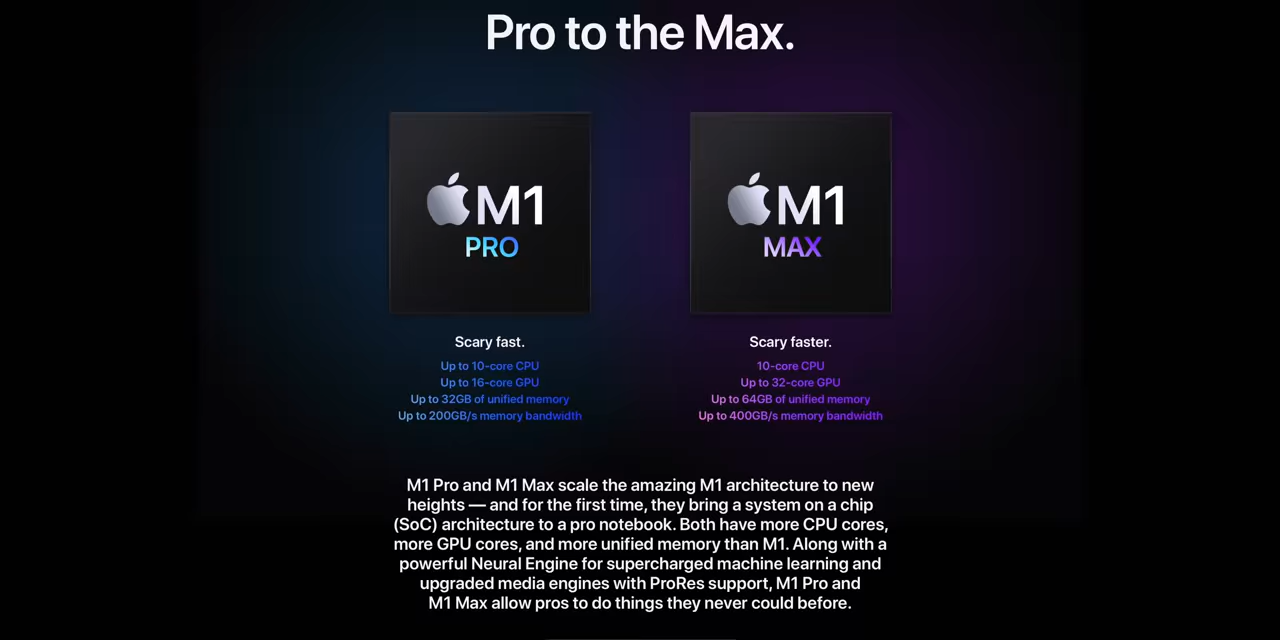 Pro to the Max.
M1
PRO
M1
MAX
Scary fast.
Up to 10-core CPU
Up to 16-core GPU
Up to 32GB of unified memory
Up to 200GB/s memory bandwidth
Scary faster.
10-core CPU
Up to 32-core GPU
Up to 64GB of unified memory
Up to 400GB/s memory bandwidth
M1 Pro and M1 Max scale the amazing M1 architecture to new
heights — and for the first time, they bring a system on a chip
(SoC) architecture to a pro notebook. Both have more CPU cores,
more GPU cores, and more unified memory than M1. Along with a
powerful Neural Engine for supercharged machine learning and
upgraded media engines with ProRes support, M1 Pro and
M1 Max allow pros to do things they never could before.